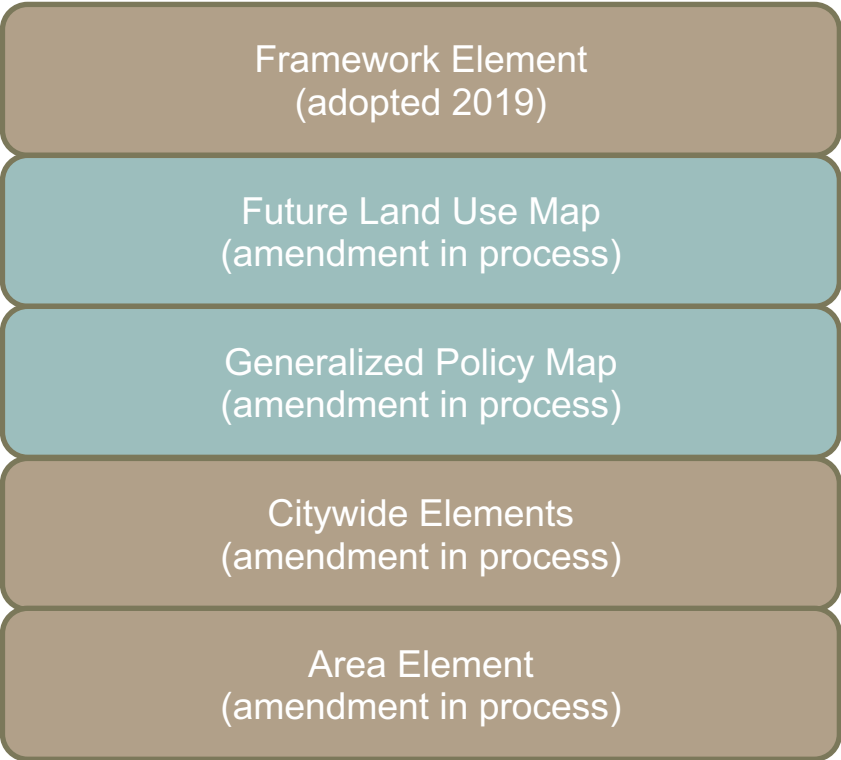 Framework Element
(adopted 2019)
Future Land Use Map
(amendment in process)
Generalized Policy Map
(amendment in process)
Citywide Elements
(amendment in process)
Area Element
(amendment in process)